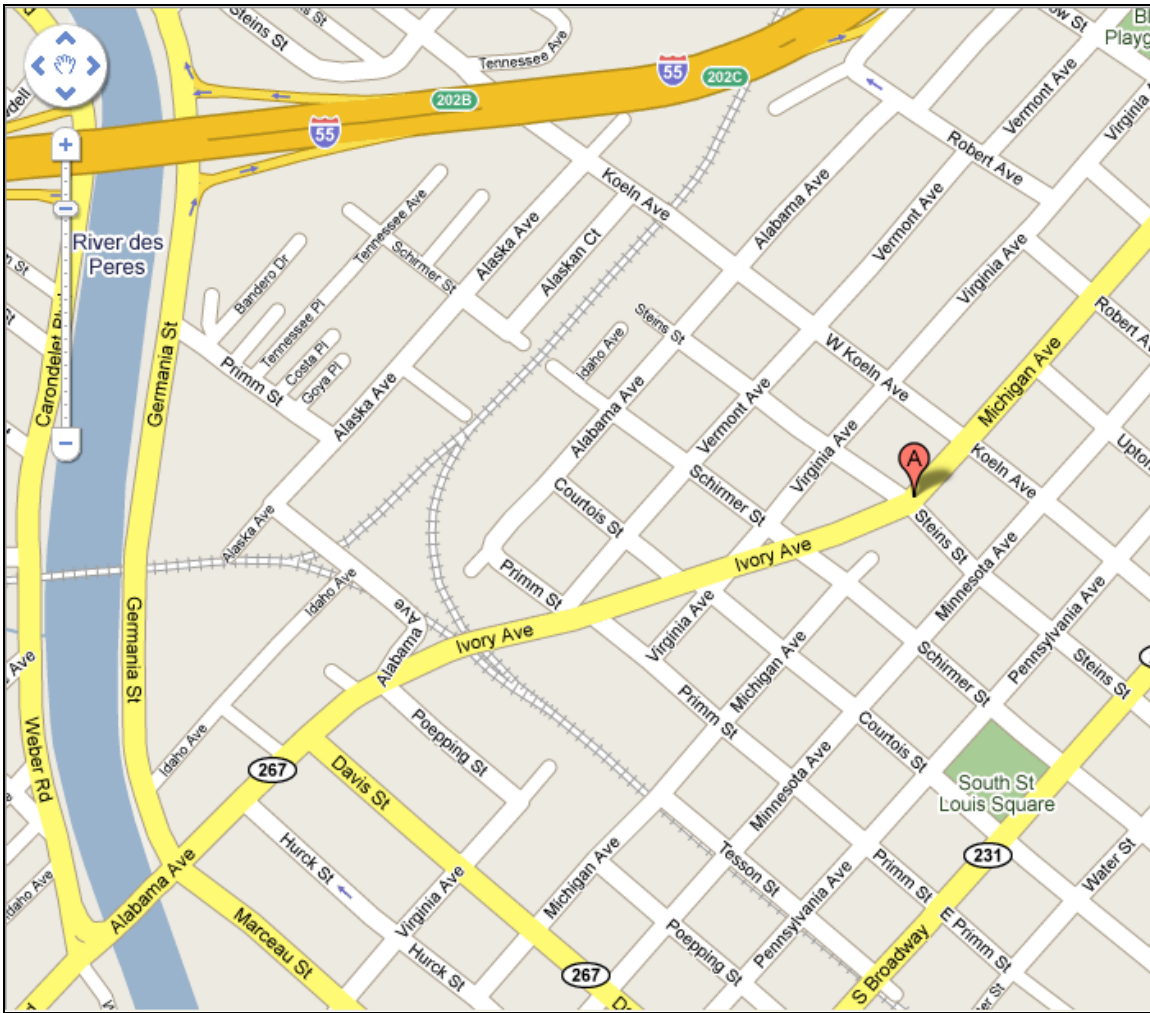 Steins St
Tennessee Ave
55
202C
202B
55
Vermont Ave
Virginia A
Robert Ave
Koeln Ave
Alabama Ave
Vermont Ave
Tennessee Ave
Alaska Ave
Schirmer St
Alaskan Ct
Virginia Ave
River des
Peres
Bandero Dr
Tennessee Pl
Costa Pl
Goya Pl
Carondelet Bl
Germania St
Primm St
Steins St
Idaho Ave
W Koeln Ave
Michigan Ave
Robert Av
Alaska Ave
Alabama Ave
Vermont Ave
Virginia Ave
A
Koeln Ave
Upton
Schirmer St
Courtois St
Steins St
Alaska Ave
Ivory Ave
Minnesota Ave
Idaho Ave
Primm St
Germania St
Alabama
Ave
Ivory Ave
Virginia Ave
Michigan Ave
Pennsylvania Ave
Steins St
Schirmer St
Ave
Weber Rd
Idaho Ave
Poepping St
Primm St
Courtois St
267
Davis St
Minnesota Ave
South St
Louis Square
231
Hurck St
Alabama Ave
Tesson St
Primm St
Water St
Idaho Ave
Virginia Ave
Michigan Ave
Pennsylvania Ave
Marceau St
Hurck St
Poepping St
E Primm St
267
S Broadway